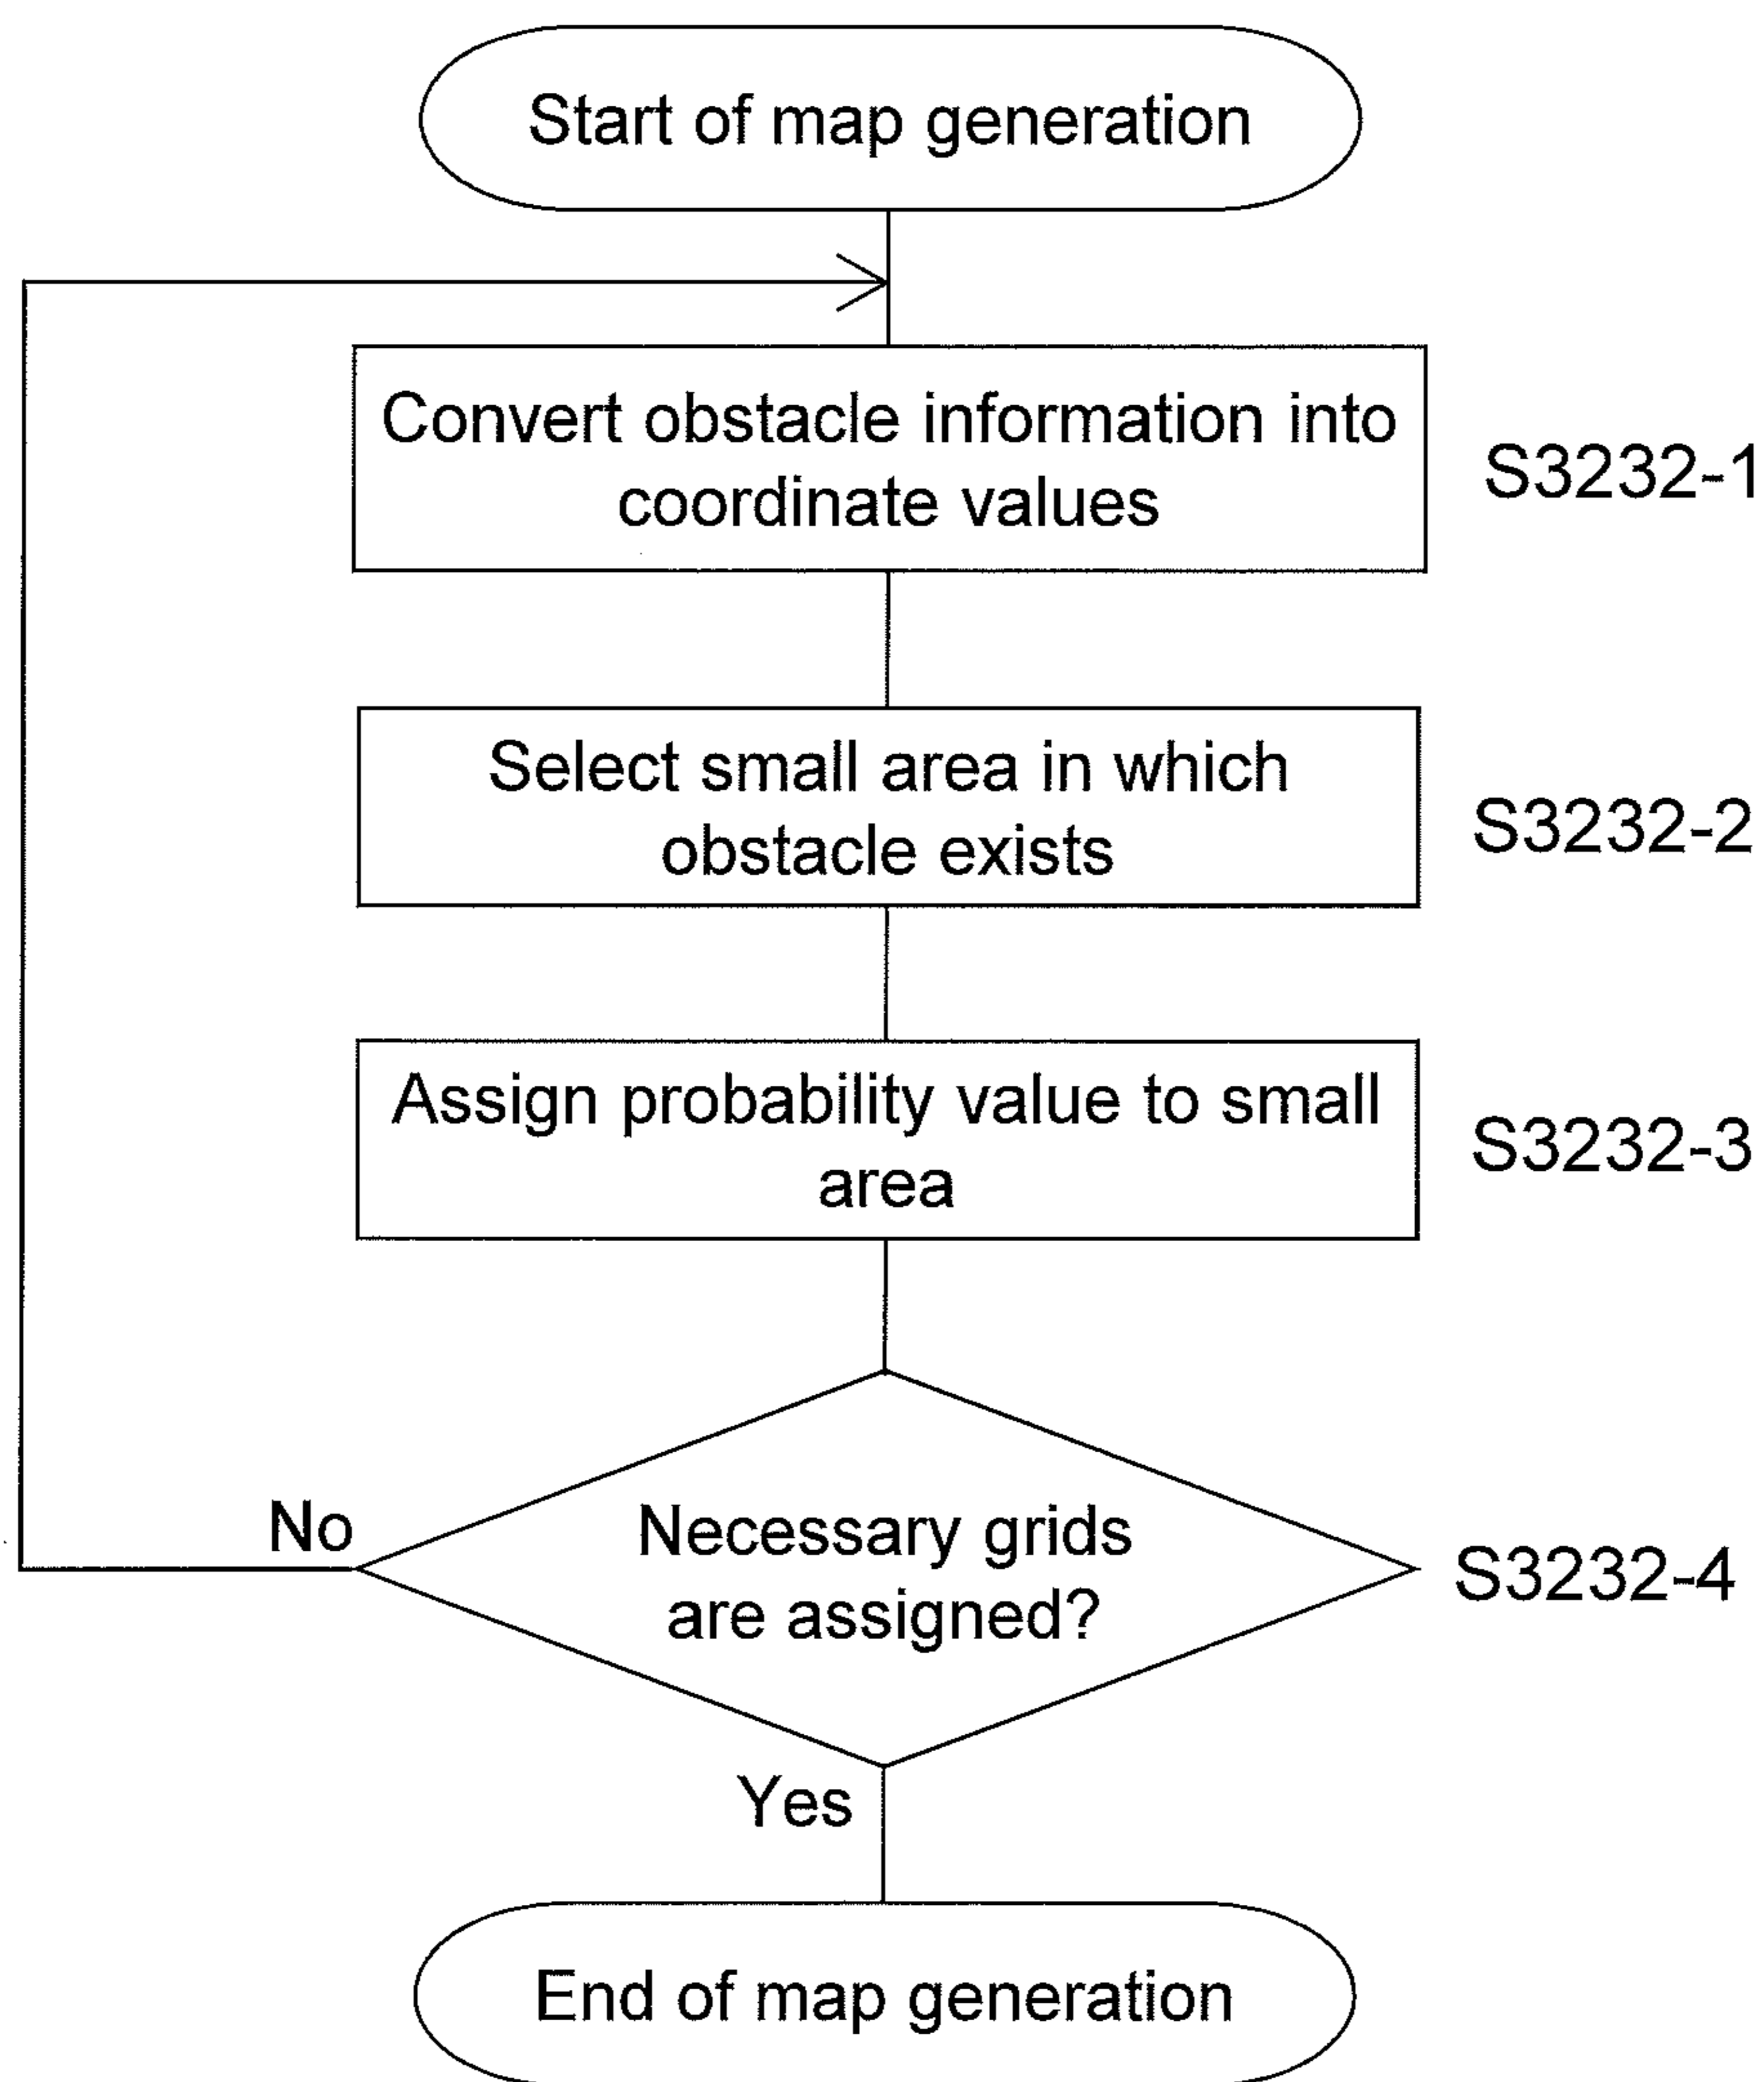 Start of map generation
Convert obstacle information into
coordinate values
S3232-1
Select small area in which
obstacle exists
S3232-2
Assign probability value to small
area
S3232-3
No
Necessary grids
are assigned?
S3232-4
Yes
End of map generation